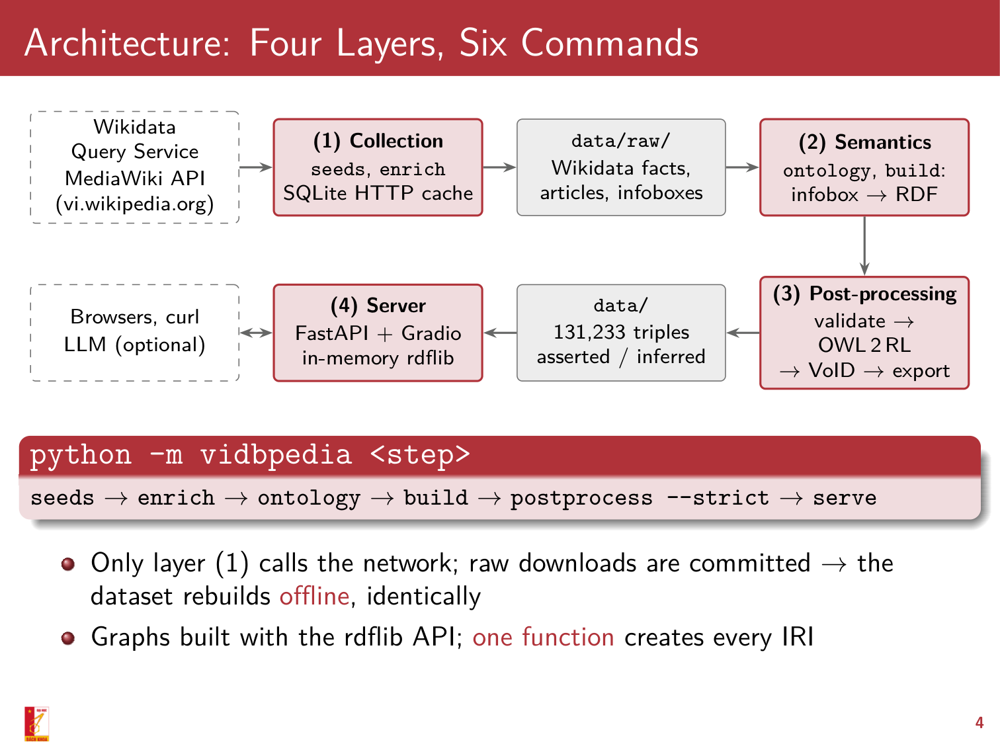 Architecture: Four Layers, Six Commands
Wikidata
Query Service
MediaWiki API
(vi.wikipedia.org)
(1) Collection
seeds, enrich
SQLite HTTP cache
data/raw/
Wikidata facts,
articles, infoboxes
(2) Semantics
ontology, build:
infobox → RDF
Browsers, curl
LLM (optional)
(4) Server
FastAPI + Gradio
in-memory rdflib
data/
131,233 triples
asserted / inferred
(3) Post-processing
validate →
OWL 2 RL
→ VoID → export
python -m vidbpedia <step>
seeds → enrich → ontology → build → postprocess --strict → serve
Only layer (1) calls the network; raw downloads are committed → the
dataset rebuilds offline, identically
Graphs built with the rdflib API; one function creates every IRI
ĐẠI HỌC
BÁCH KHOA
4